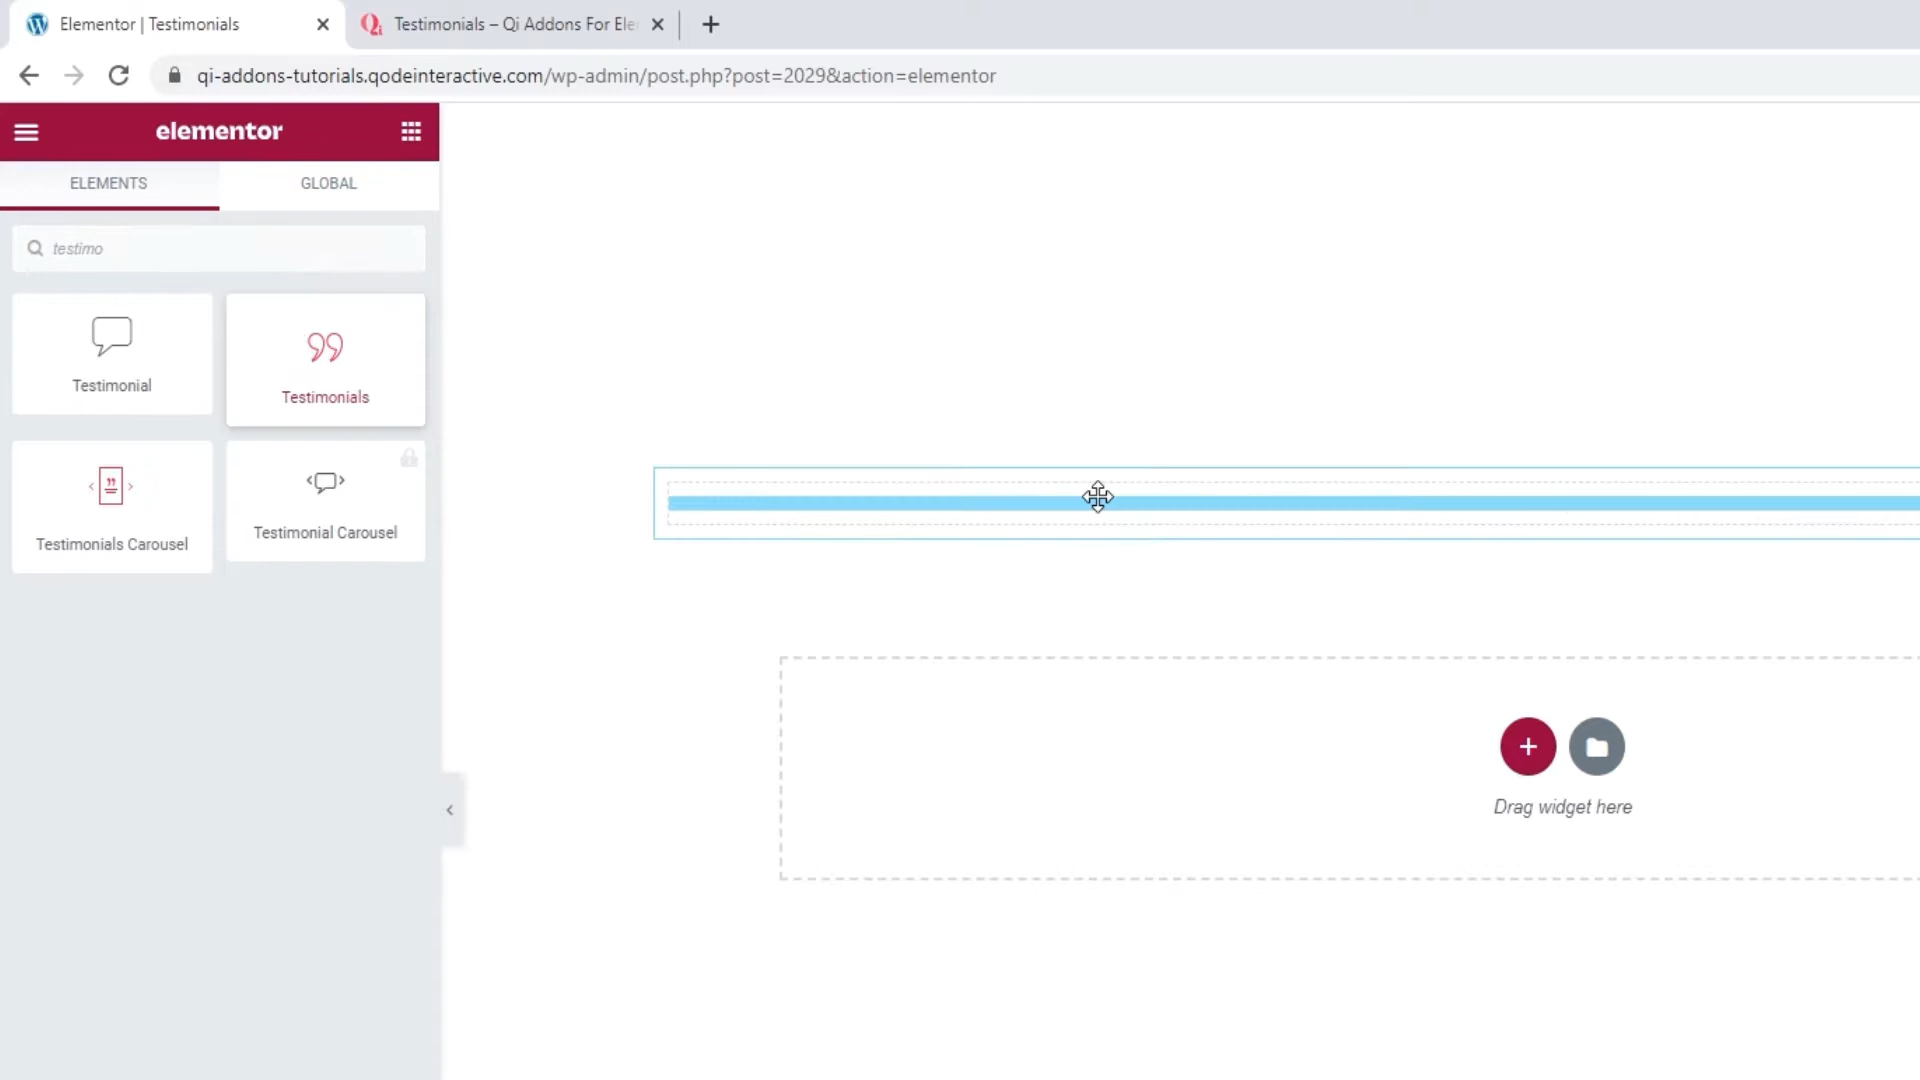 Elementor | Testimonials
Testimonials – Qi Addons For Ele
qi-addons-tutorials.qodeinteractive.com/wp-admin/post.php?post=2029&action=elementor
elementor
ELEMENTS
GLOBAL
testimo
Testimonial
Testimonials
Testimonials Carousel
Testimonial Carousel
Drag widget here